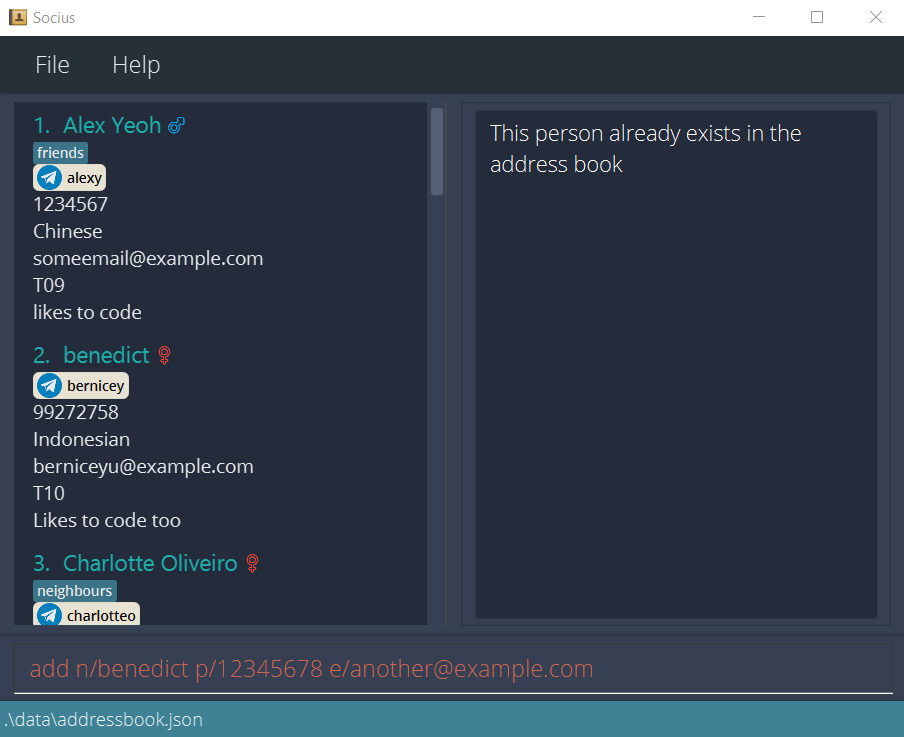 Socius
File Help
1. Alex Yeoh
friends
alexy
1234567
Chinese
someemail@example.com
T09
likes to code
2. benedict
bernicey
99272758
Indonesian
berniceyu@example.com
T10
Likes to code too
3. Charlotte Oliveiro
neighbours
charlotteo
This person already exists in the
address book
add n/benedict p/12345678 e/another@example.com
.\data\addressbook.json